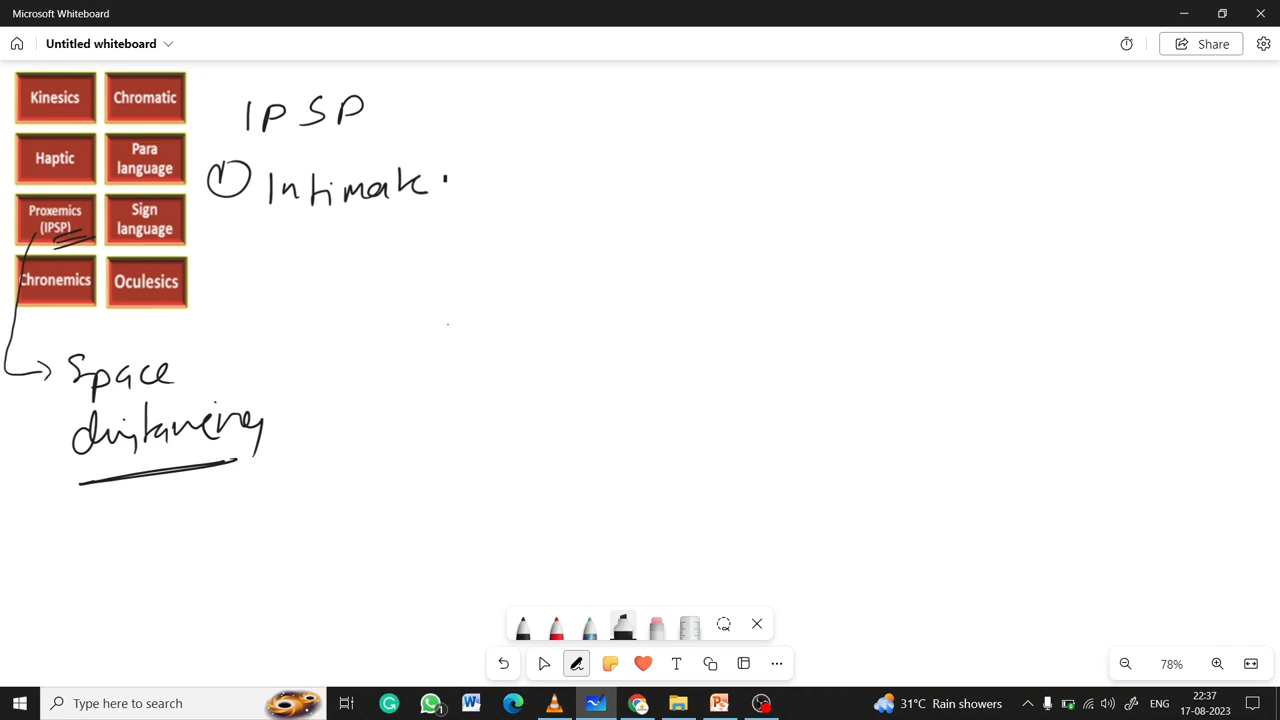 Microsoft Whiteboard
Untitled whiteboard
Share
Kinesics
Chromatic
Haptic
Para
language
Proxemics
(IPSP)
Sign
language
Chronemics
Oculesics
IPSP
① Intimate
Space
distancing
78%
Type here to search
1
31°C Rain showers
ENG
22:37
17-08-2023